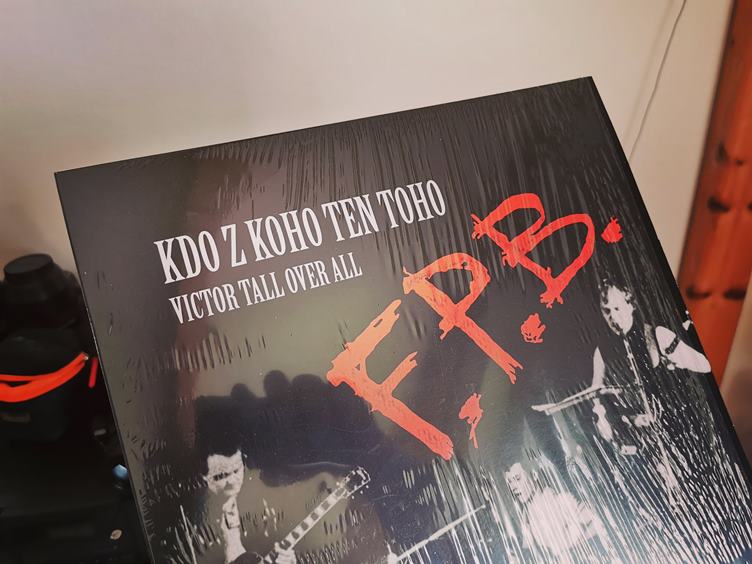 KDO Z KOHO TEN TOHO
VICTOR TALL OVER ALL
F.P.B.